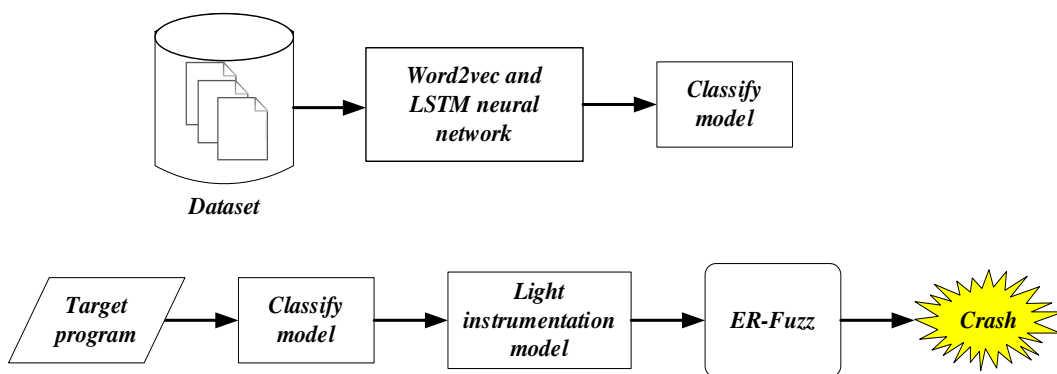 Word2vec and
LSTM neural
network
Classify
model
Dataset
Target
program
Classify
model
Light
instrumentation
model
ER-Fuzz
Crash